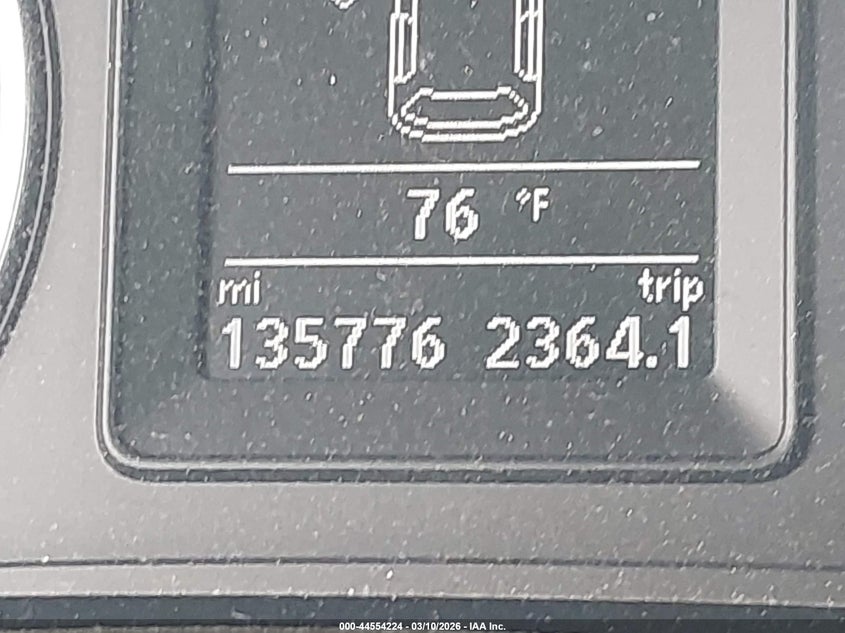 76 °F
mi trip
135776 2364.1
000-44554224 - 03/10/2026 - IAA Inc.